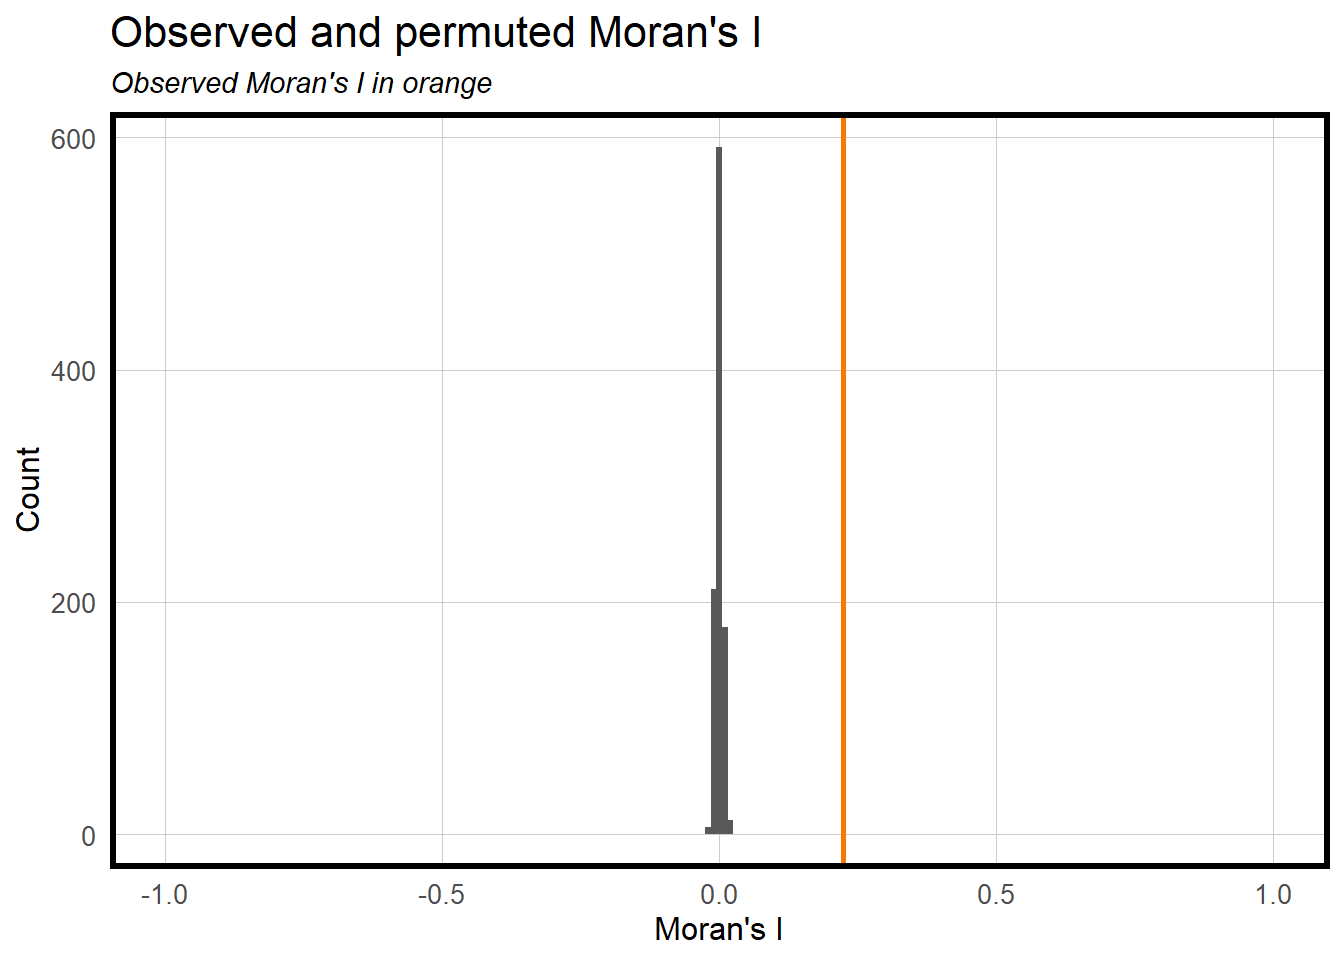 Observed and permuted Moran's I
Observed Moran's I in orange
600
400
200
0
Count
-1.0 -0.5 0.0 0.5 1.0
Moran's I